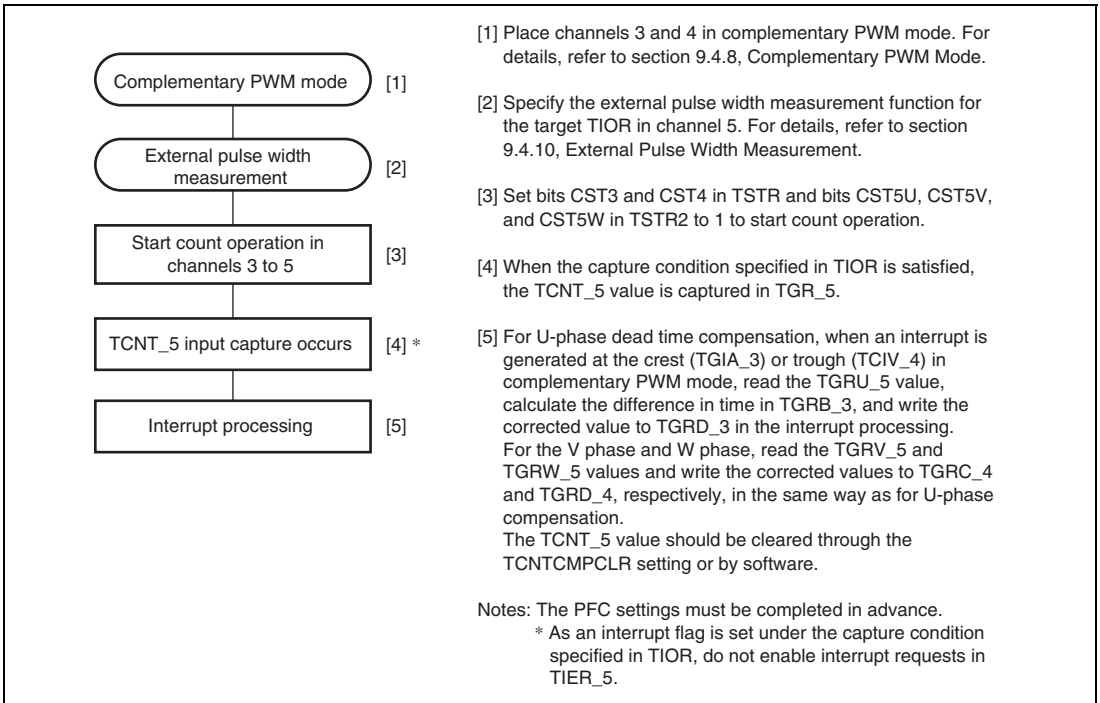 Complementary PWM mode [1]
External pulse width
measurement [2]
Start count operation in
channels 3 to 5 [3]
TCNT_5 input capture occurs [4] *
Interrupt processing [5]
[1] Place channels 3 and 4 in complementary PWM mode. For
details, refer to section 9.4.8, Complementary PWM Mode.
[2] Specify the external pulse width measurement function for
the target TIOR in channel 5. For details, refer to section
9.4.10, External Pulse Width Measurement.
[3] Set bits CST3 and CST4 in TSTR and bits CST5U, CST5V,
and CST5W in TSTR2 to 1 to start count operation.
[4] When the capture condition specified in TIOR is satisfied,
the TCNT_5 value is captured in TGR_5.
[5] For U-phase dead time compensation, when an interrupt is
generated at the crest (TGIA_3) or trough (TCIV_4) in
complementary PWM mode, read the TGRU_5 value,
calculate the difference in time in TGRB_3, and write the
corrected value to TGRD_3 in the interrupt processing.
For the V phase and W phase, read the TGRV_5 and
TGRW_5 values and write the corrected values to TGRC_4
and TGRD_4, respectively, in the same way as for U-phase
compensation.
The TCNT_5 value should be cleared through the
TCNTCMPCLR setting or by software.
Notes: The PFC settings must be completed in advance.
* As an interrupt flag is set under the capture condition
specified in TIOR, do not enable interrupt requests in
TIER_5.